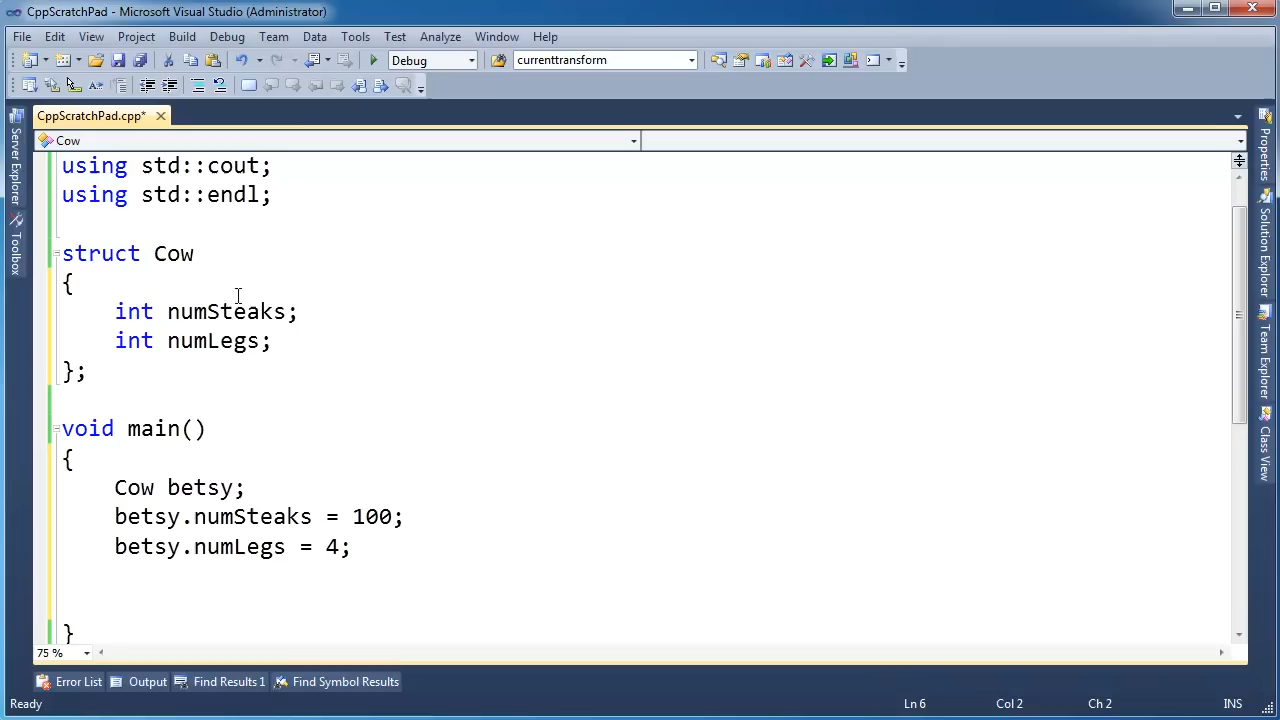 CppScratchPad - Microsoft Visual Studio (Administrator)
File Edit View Project Build Debug Team Data Tools Test Analyze Window Help
Debug currenttransform
CppScratchPad.cpp*
Cow
using std::cout;
using std::endl;
struct Cow
{
int numSteaks;
int numLegs;
};
void main()
{
Cow betsy;
betsy.numSteaks = 100;
betsy.numLegs = 4;
}
75 %
Server Explorer
Toolbox
Properties
Solution Explorer
Team Explorer
Class View
Error List Output Find Results 1 Find Symbol Results
Ready Ln 6 Col 2 Ch 2 INS